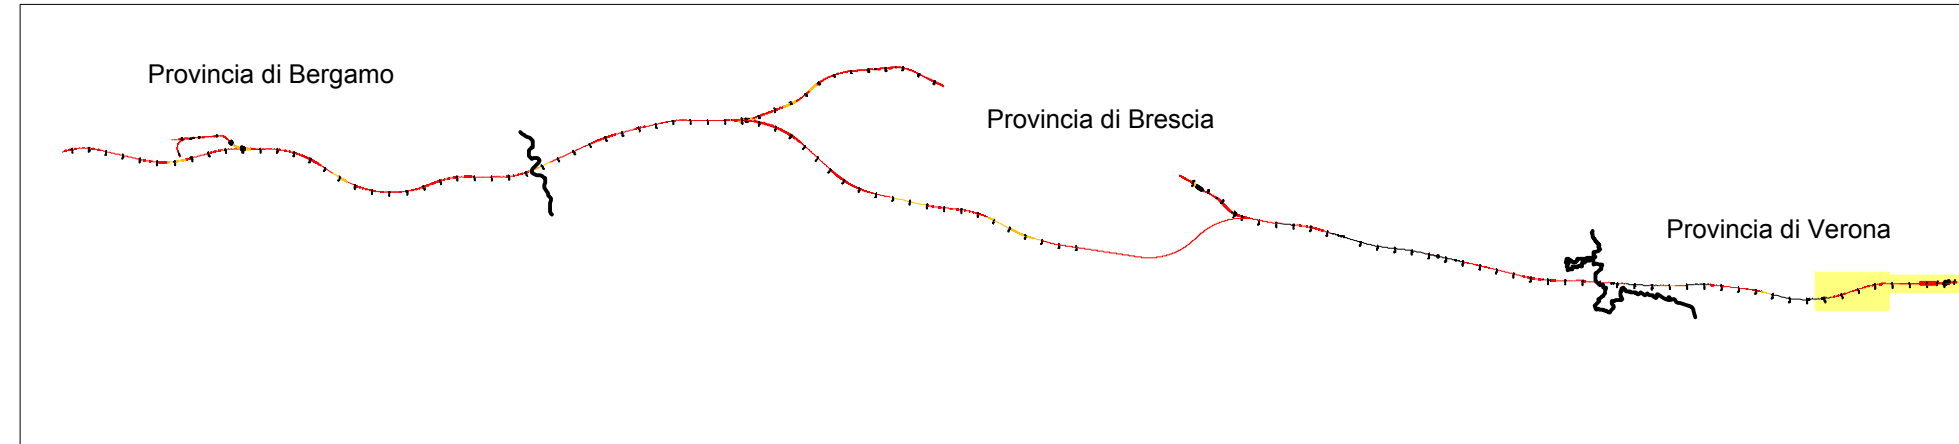 Provincia di Bergamo
Provincia di Brescia
Provincia di Verona